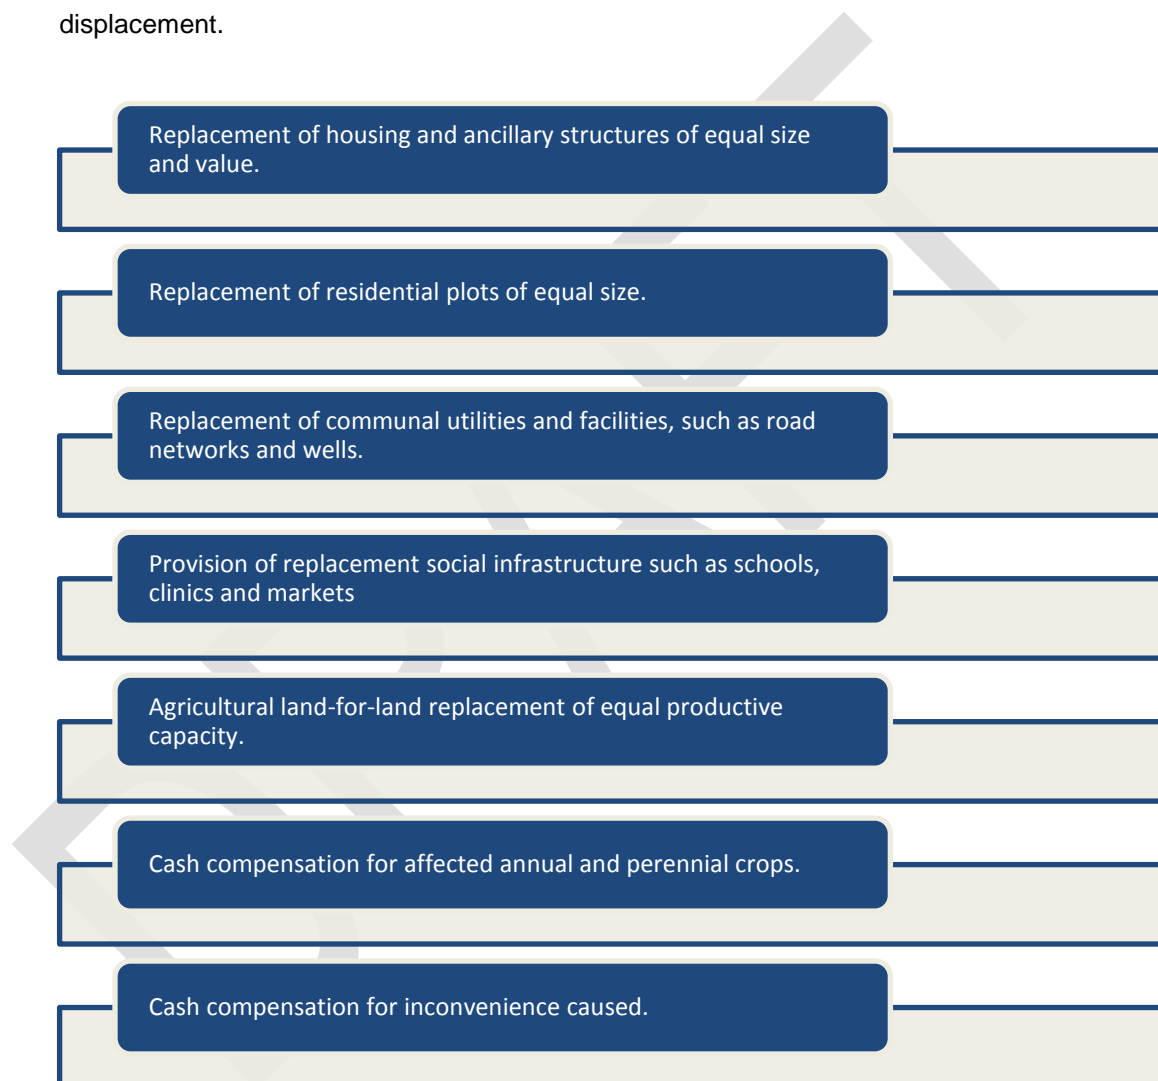 displacement.
Replacement of housing and ancillary structures of equal size
and value.
Replacement of residential plots of equal size.
Replacement of communal utilities and facilities, such as road
networks and wells.
Provision of replacement social infrastructure such as schools,
clinics and markets
Agricultural land-for-land replacement of equal productive
capacity.
Cash compensation for affected annual and perennial crops.
Cash compensation for inconvenience caused.
DRAFT